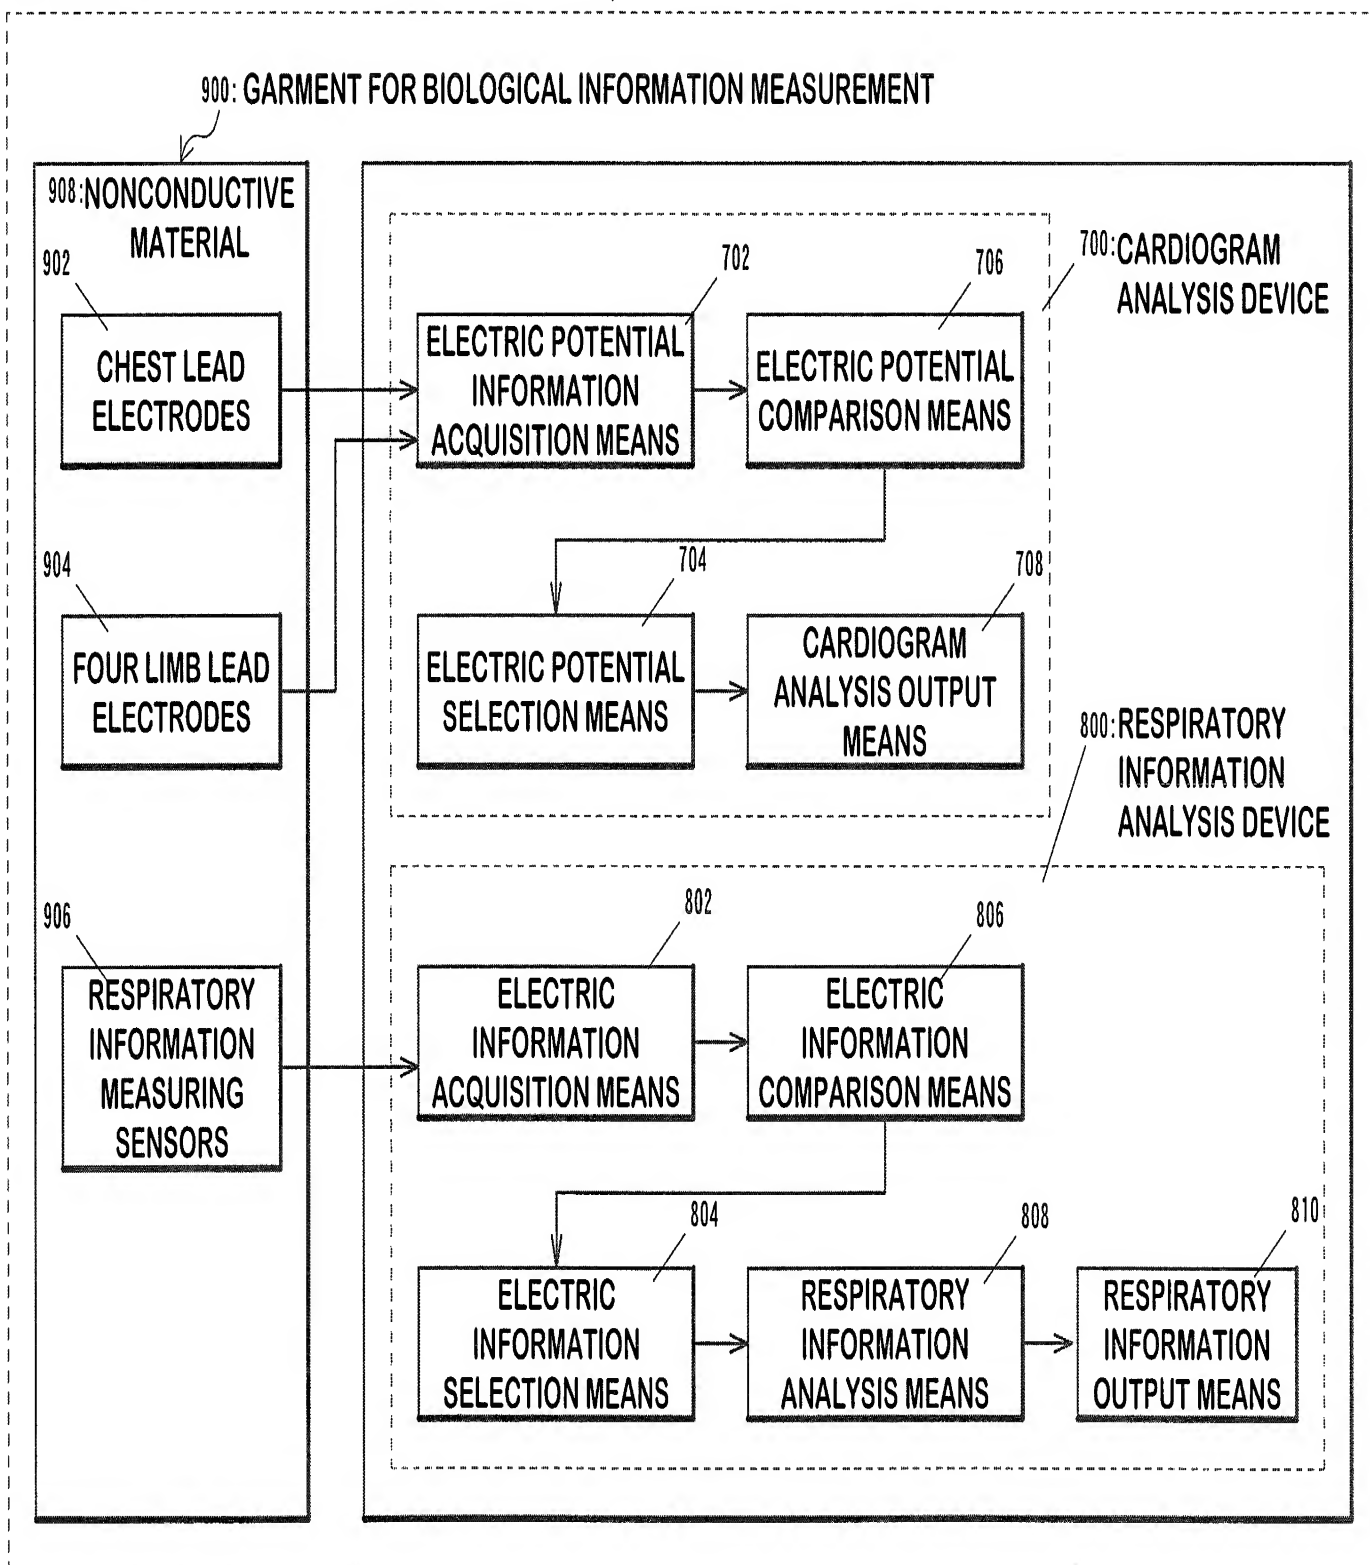 900: GARMENT FOR BIOLOGICAL INFORMATION MEASUREMENT
908:NONCONDUCTIVE
MATERIAL
902
CHEST LEAD
ELECTRODES
904
FOUR LIMB LEAD
ELECTRODES
906
RESPIRATORY
INFORMATION
MEASURING
SENSORS
700:CARDIOGRAM
ANALYSIS DEVICE
702
ELECTRIC POTENTIAL
INFORMATION
ACQUISITION MEANS
706
ELECTRIC POTENTIAL
COMPARISON MEANS
704
ELECTRIC POTENTIAL
SELECTION MEANS
708
CARDIOGRAM
ANALYSIS OUTPUT
MEANS
800:RESPIRATORY
INFORMATION
ANALYSIS DEVICE
802
ELECTRIC
INFORMATION
ACQUISITION MEANS
806
ELECTRIC
INFORMATION
COMPARISON MEANS
804
ELECTRIC
INFORMATION
SELECTION MEANS
808
RESPIRATORY
INFORMATION
ANALYSIS MEANS
810
RESPIRATORY
INFORMATION
OUTPUT MEANS